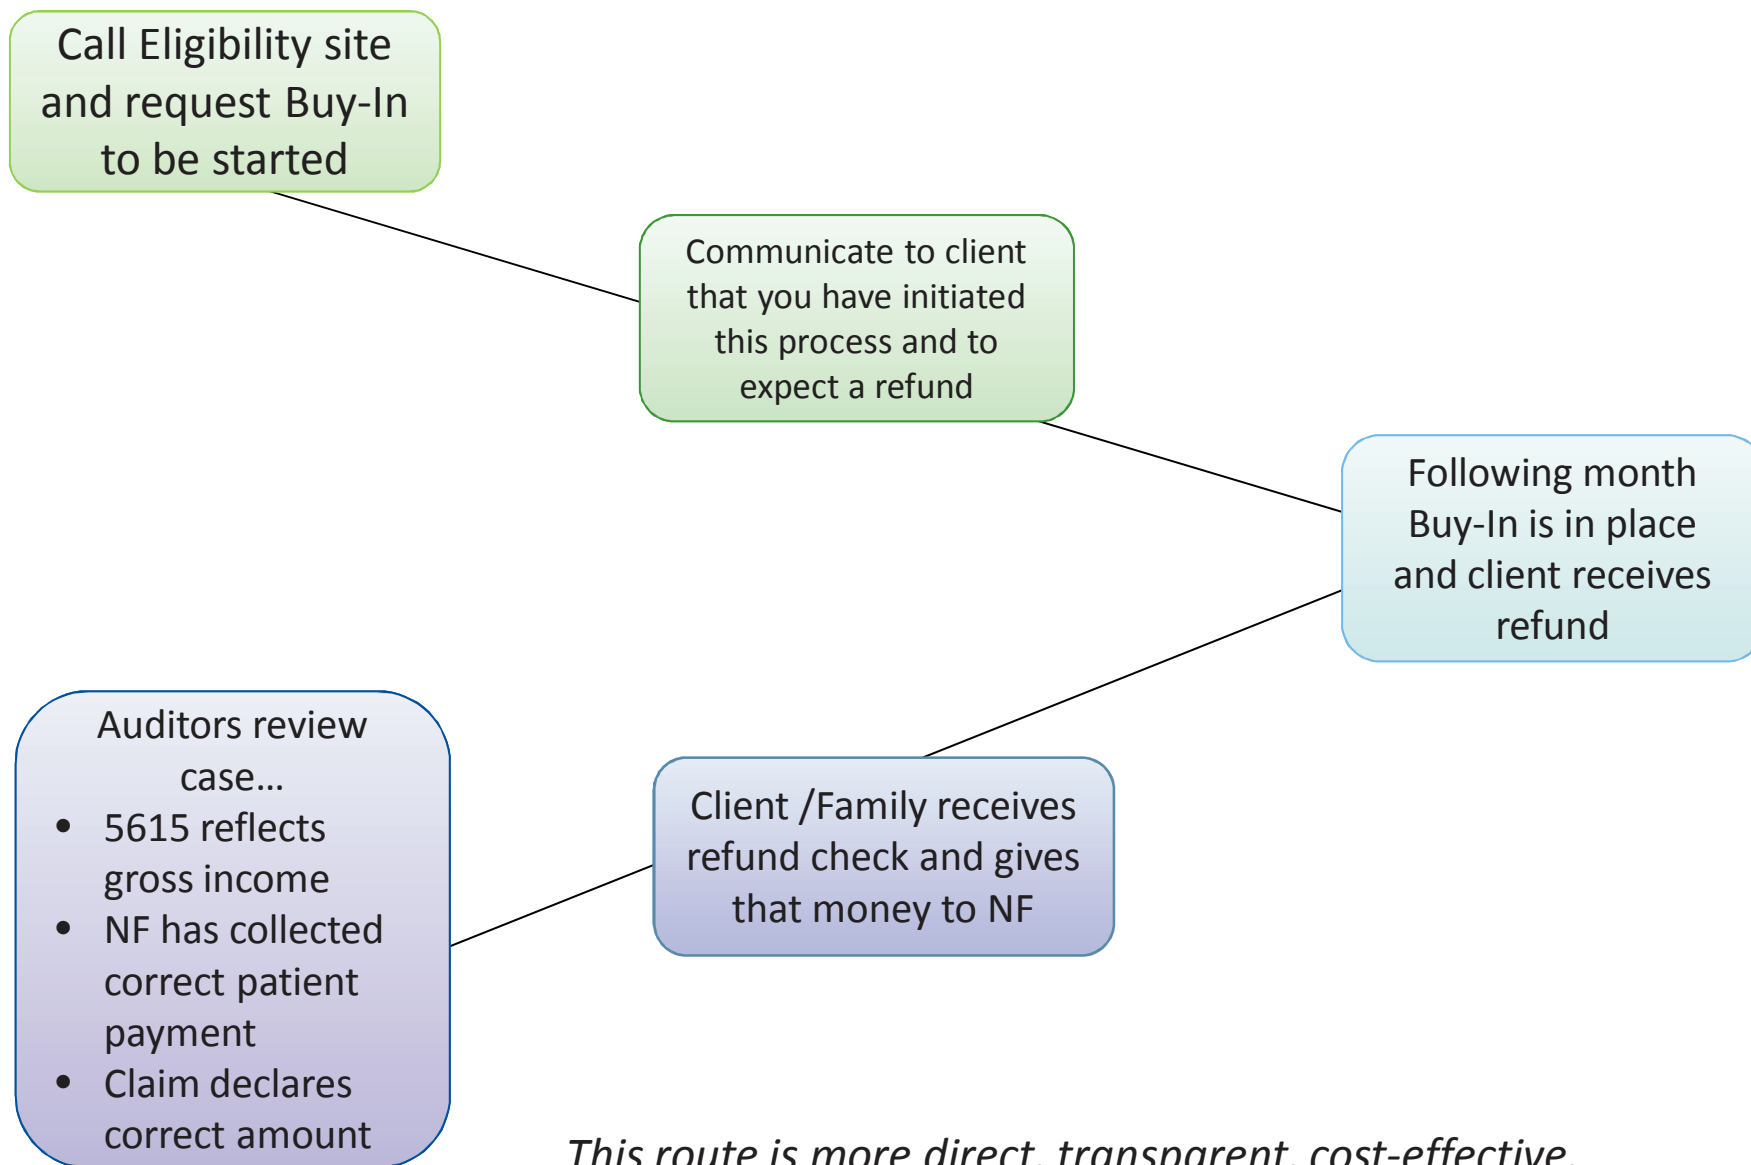 Call Eligibility site
and request Buy-In
to be started
Communicate to client
that you have initiated
this process and to
expect a refund
Following month
Buy-In is in place
and client receives
refund
Client /Family receives
refund check and gives
that money to NF
Auditors review
case…
• 5615 reflects
gross income
• NF has collected
correct patient
payment
• Claim declares
correct amount
This route is more direct, transparent, cost-effective,